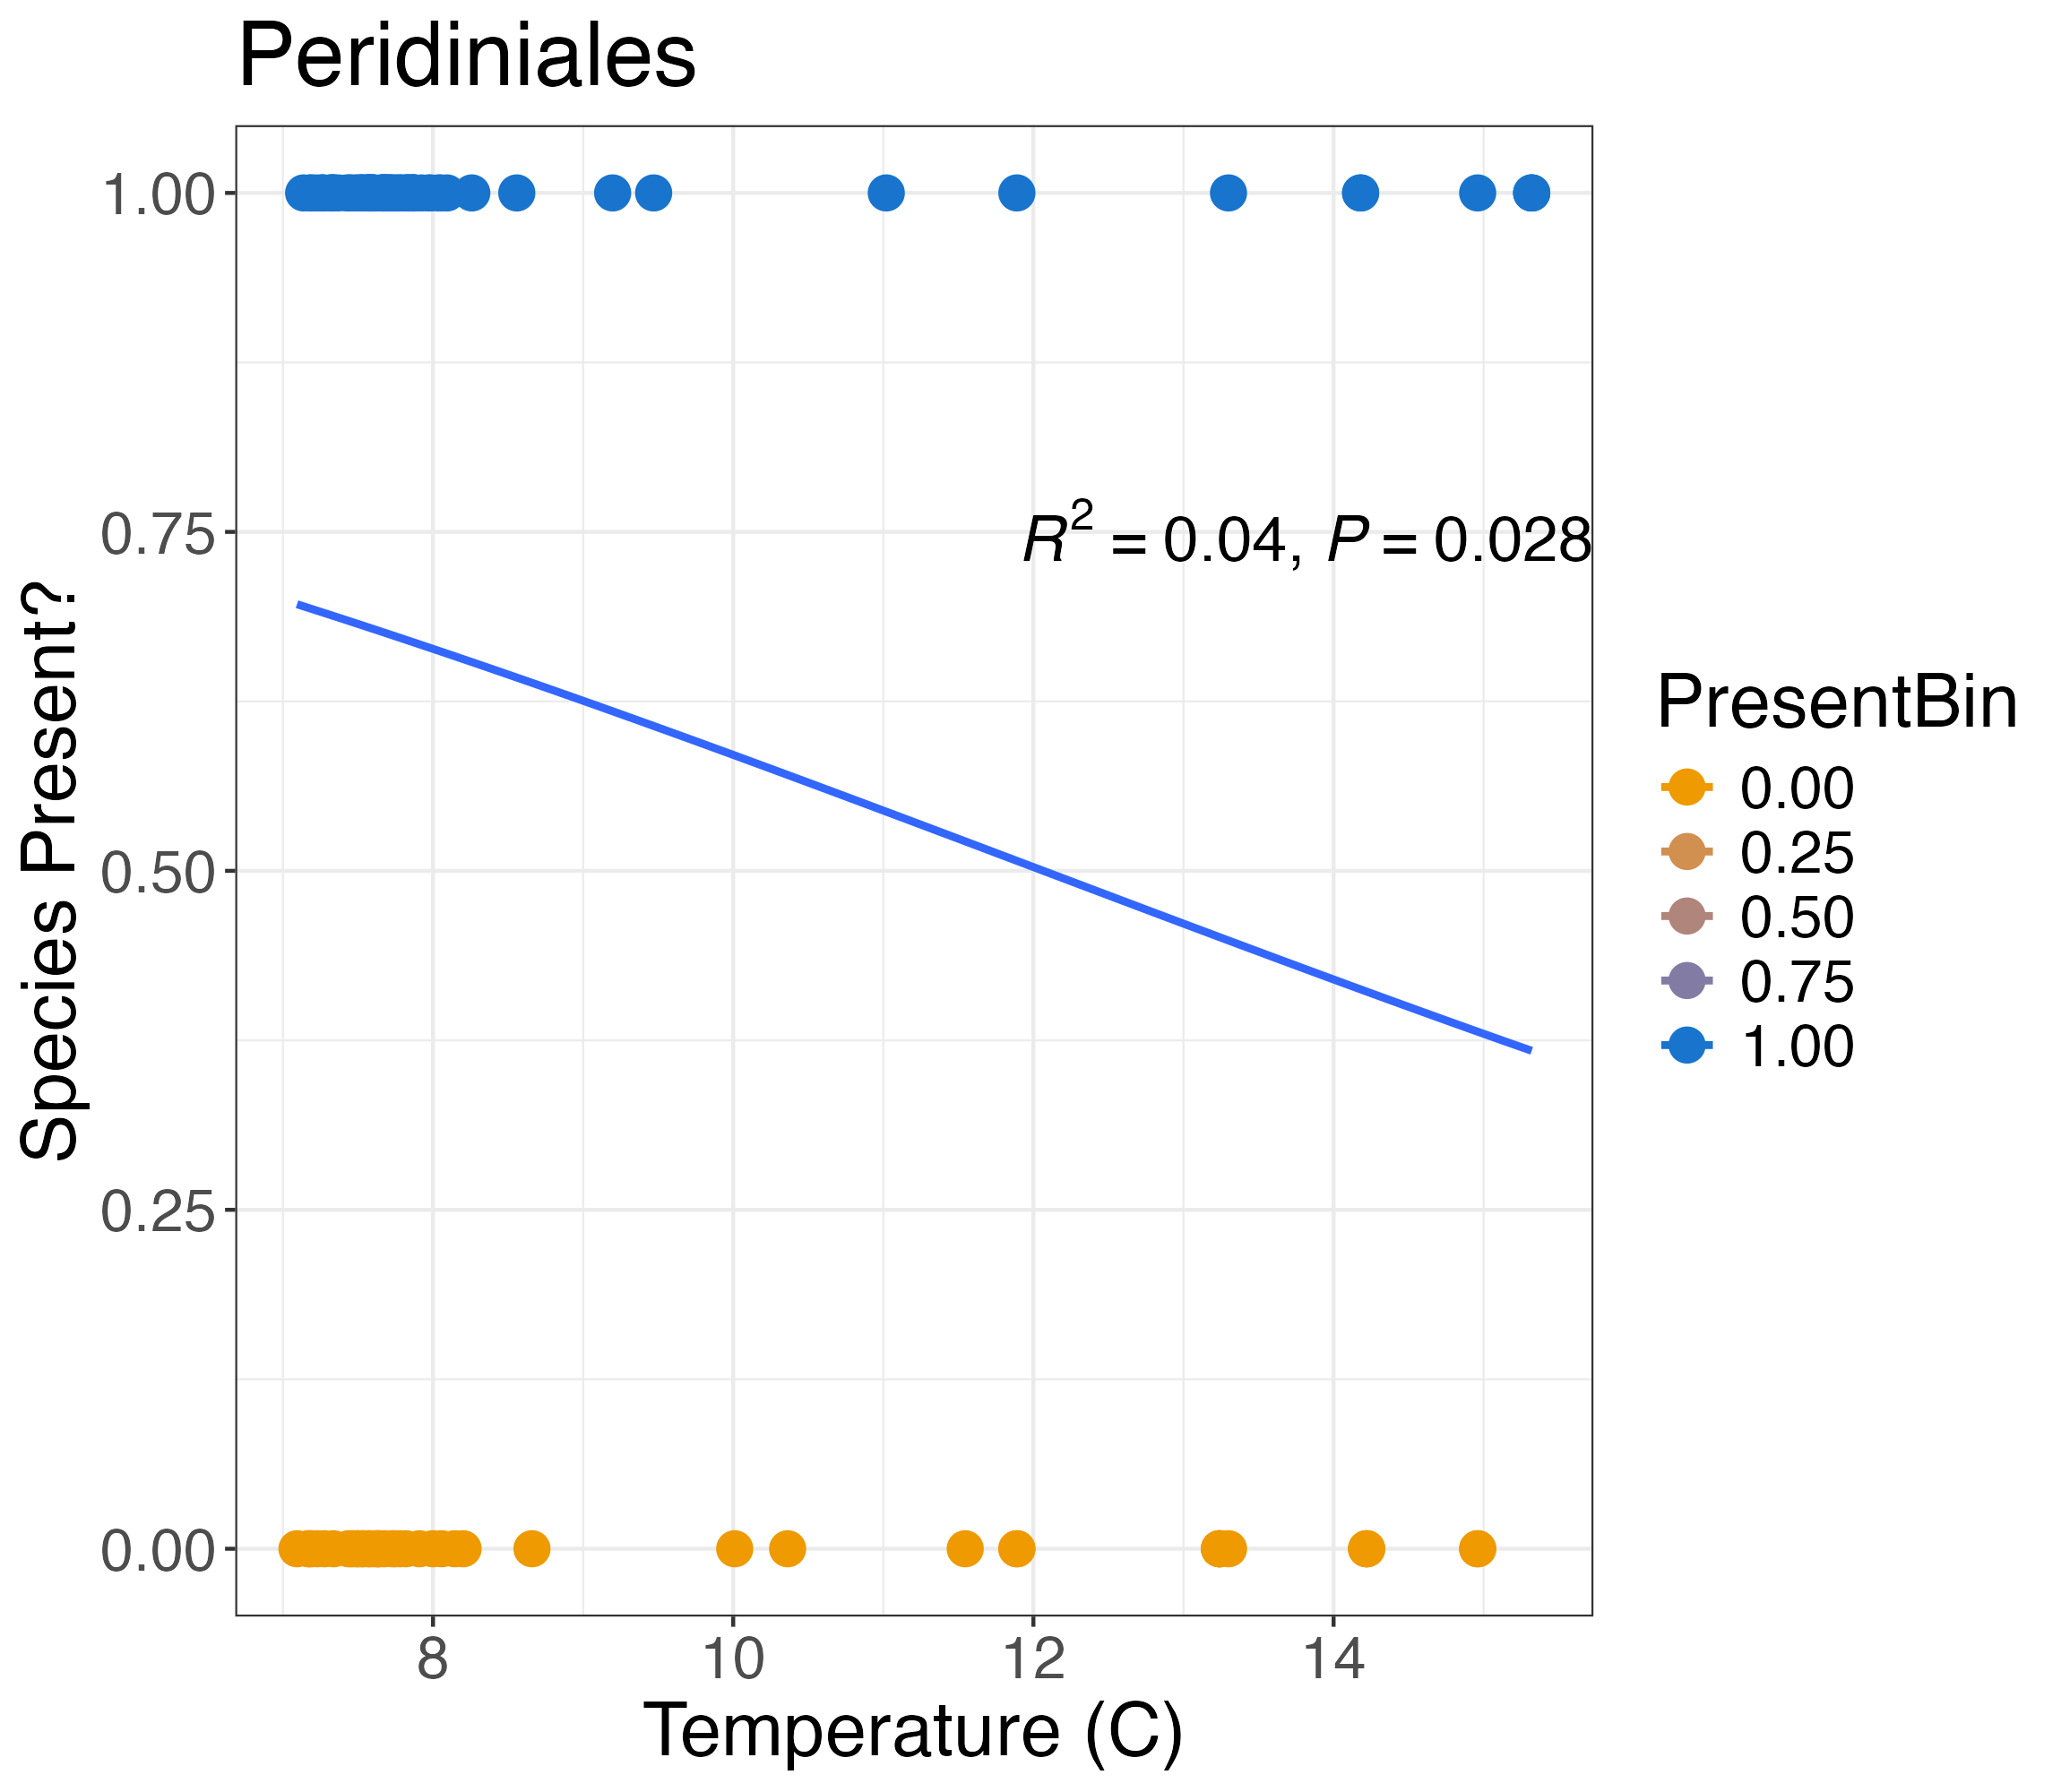 Peridiniales
1.00
0.75
0.50
0.25
0.00
Species Present?
R² = 0.04, P = 0.028
8 10 12 14
Temperature (C)
PresentBin
0.00
0.25
0.50
0.75
1.00